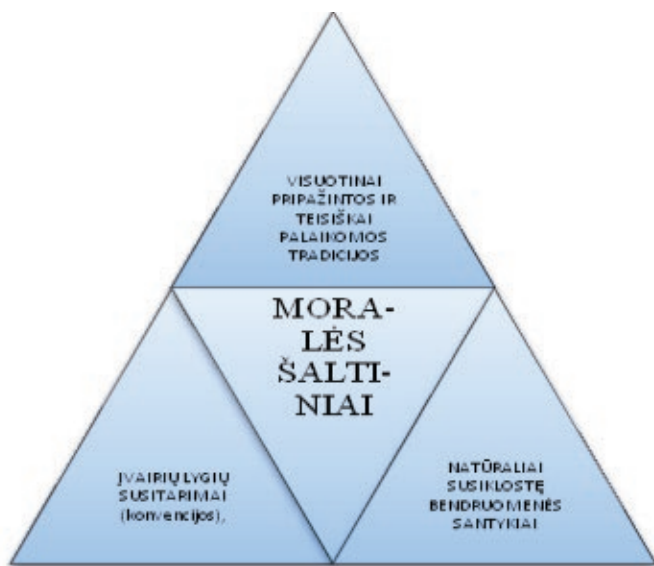 VISUOTINAI
PRIPAŽINTOS IR
TEISIŠKAI
PALAIKOMOS
TRADICIJOS
MORA-
LĖS
ŠALTI-
NIAI
ĮVAIRIŲ LYGIŲ
SUSITARIMAI
(konvencijos),
NATŪRALIAI
SUSIKLOSTĘ
BENDRUOMENĖS
SANTYKIAI